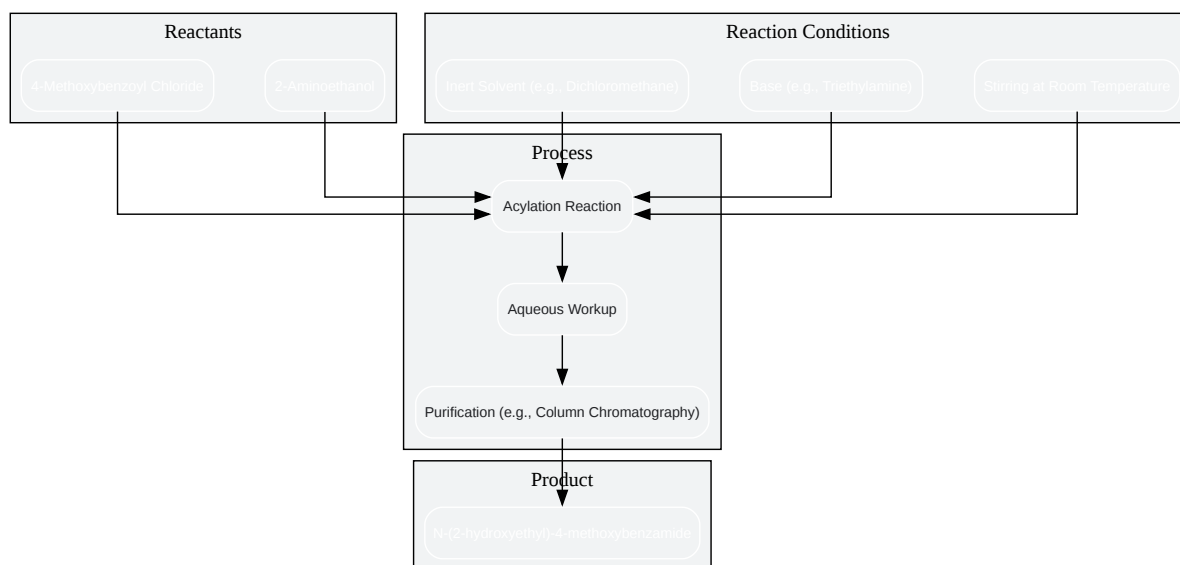 Reactants
Reaction Conditions
4-Methoxybenzoyl Chloride
2-Aminoethanol
Inert Solvent (e.g., Dichloromethane)
Base (e.g., Triethylamine)
Stirring at Room Temperature
Process
Acylation Reaction
Aqueous Workup
Purification (e.g., Column Chromatography)
Product
N-(2-hydroxyethyl)-4-methoxybenzamide